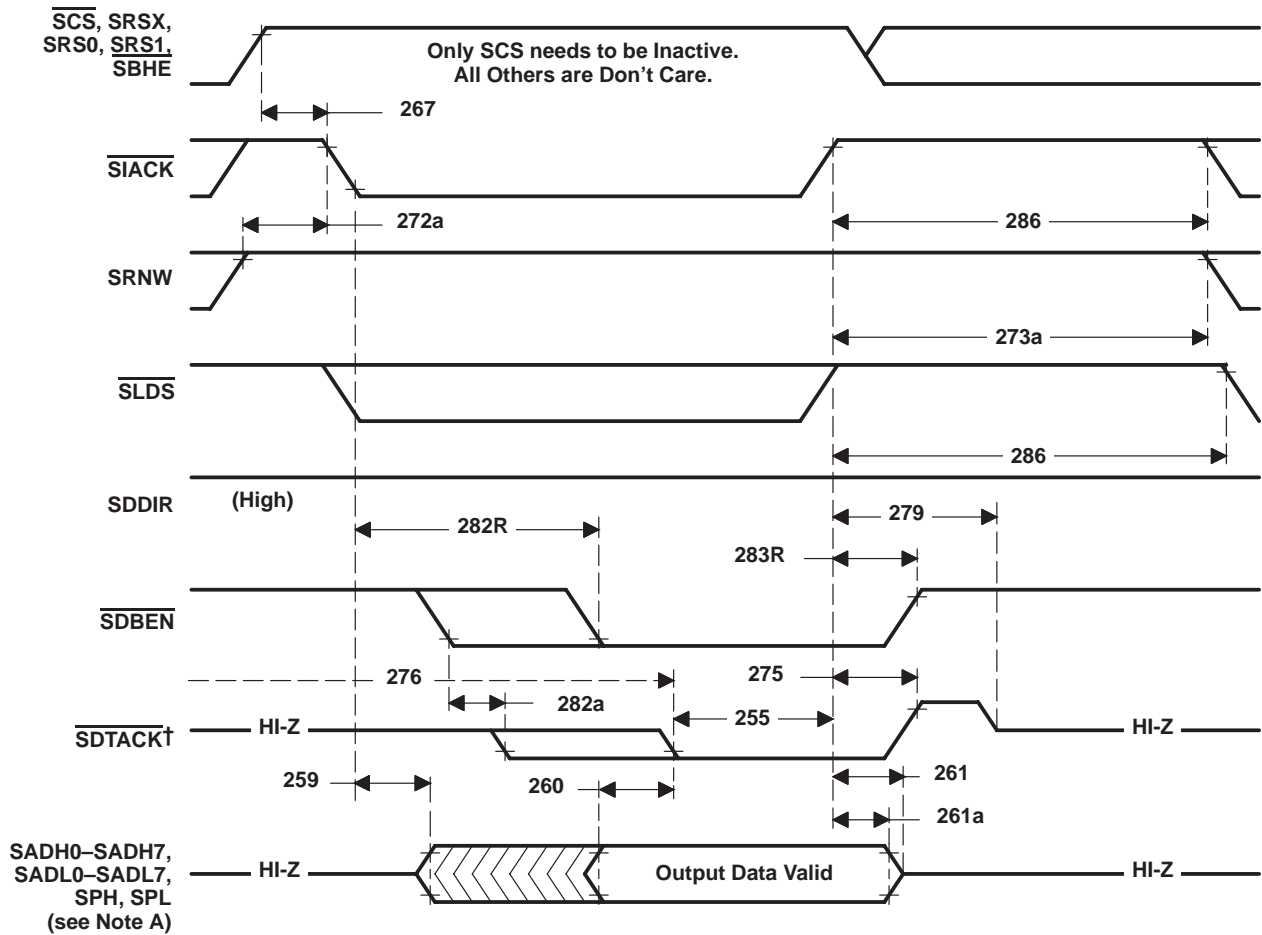 SCS, SRSX,
SRS0, SRS1,
SBHE
Only SCS needs to be Inactive.
All Others are Don't Care.
267
SIACK
272a
286
SRNW
273a
SLDS
286
SDDIR
(High)
282R
279
283R
SDBEN
276
275
282a
255
SDTACK†
HI-Z
HI-Z
259
260
261
261a
SADH0–SADH7,
SADL0–SADL7,
SPH, SPL
(see Note A)
HI-Z
Output Data Valid
HI-Z